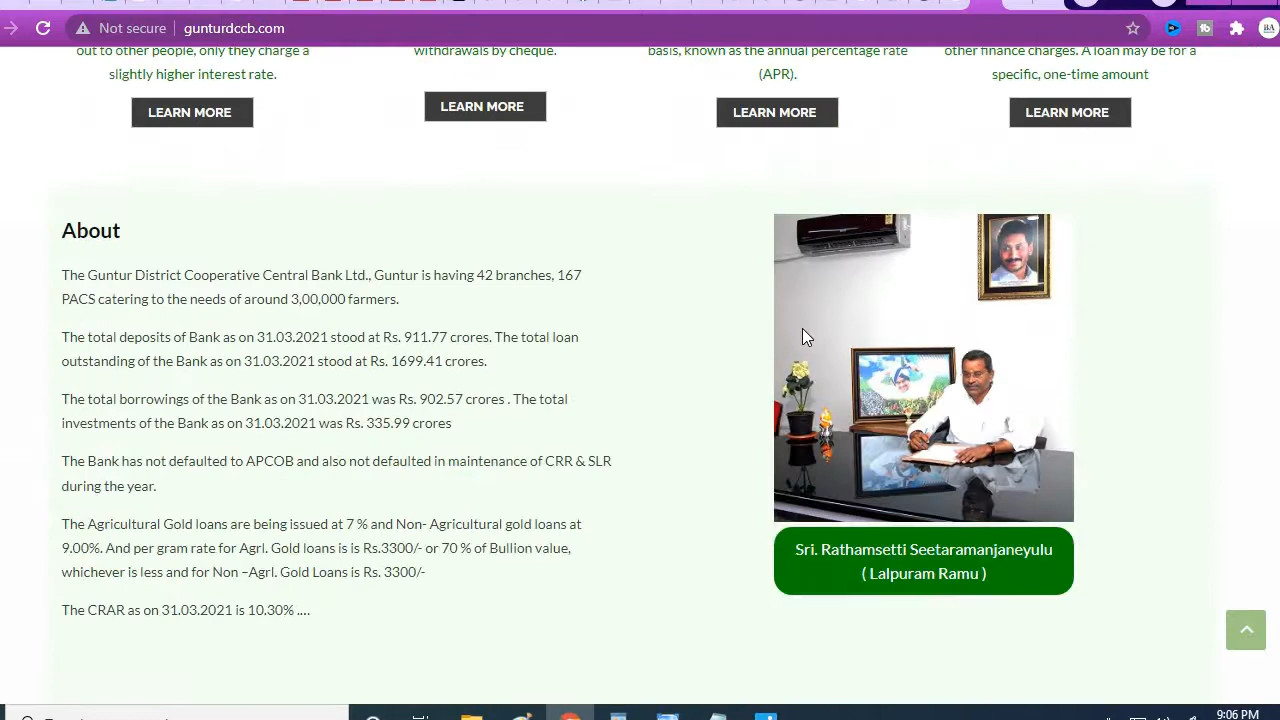 Not secure gunturdccb.com
out to other people, only they charge a
slightly higher interest rate.
LEARN MORE
withdrawals by cheque.
LEARN MORE
basis, known as the annual percentage rate
(APR).
LEARN MORE
other finance charges. A loan may be for a
specific, one-time amount
LEARN MORE
About
The Guntur District Cooperative Central Bank Ltd., Guntur is having 42 branches, 167
PACS catering to the needs of around 3,00,000 farmers.
The total deposits of Bank as on 31.03.2021 stood at Rs. 911.77 crores. The total loan
outstanding of the Bank as on 31.03.2021 stood at Rs. 1699.41 crores.
The total borrowings of the Bank as on 31.03.2021 was Rs. 902.57 crores . The total
investments of the Bank as on 31.03.2021 was Rs. 335.99 crores
The Bank has not defaulted to APCOB and also not defaulted in maintenance of CRR & SLR
during the year.
The Agricultural Gold loans are being issued at 7 % and Non- Agricultural gold loans at
9.00%. And per gram rate for Agrl. Gold loans is is Rs.3300/- or 70 % of Bullion value,
whichever is less and for Non –Agrl. Gold Loans is Rs. 3300/-
The CRAR as on 31.03.2021 is 10.30% ....
Sri. Rathamsetti Seetaramanjaneyulu
( Lalpuram Ramu )
9:06 PM